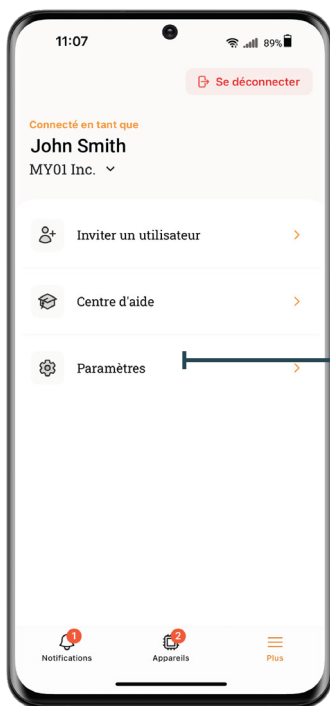 11:07
89%
Se déconnecter
Connecté en tant que
John Smith
MY01 Inc.
Inviter un utilisateur
Centre d'aide
Paramètres
1
2
Notifications
Appareils
Plus